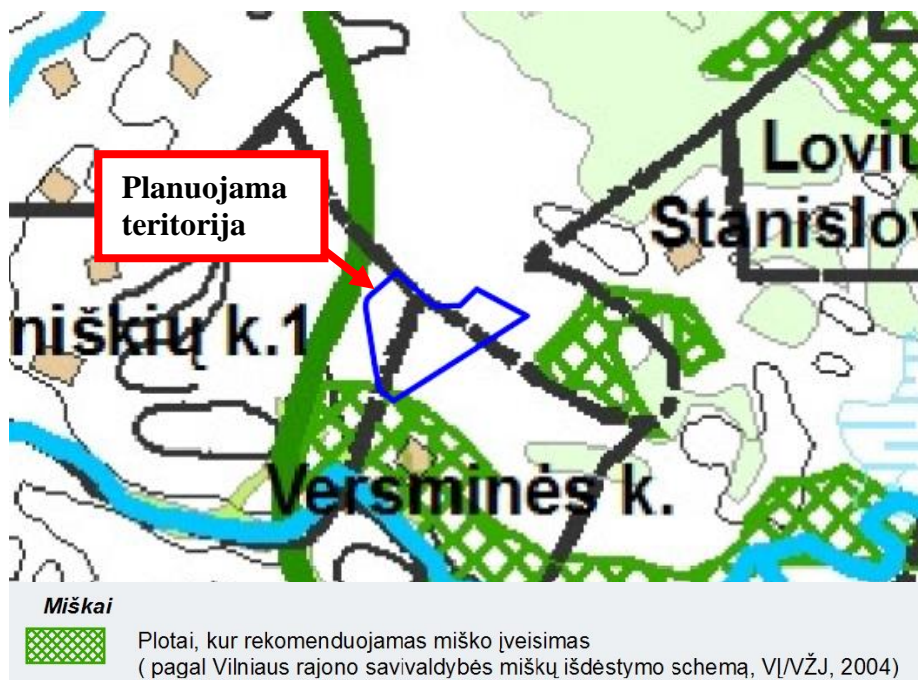 Planuojama
teritorija
Loviu
Stanislov
niškių k.1
Versminės k.
Miškai
Plotai, kur rekomenduojamas miško įveisimas
( pagal Vilniaus rajono savivaldybės miškų išdėstymo schemą, VĮ/VŽJ, 2004)